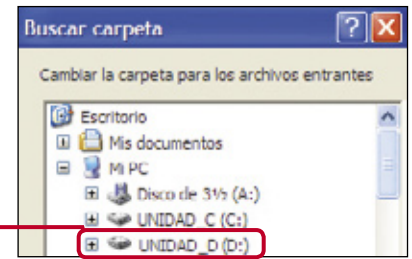 Buscar carpeta
Cambiar la carpeta para los archivos entrantes
Escritorio
Mis documentos
Mi PC
Disco de 3½ (A:)
UNIDAD_C (C:)
UNIDAD_D (D:)